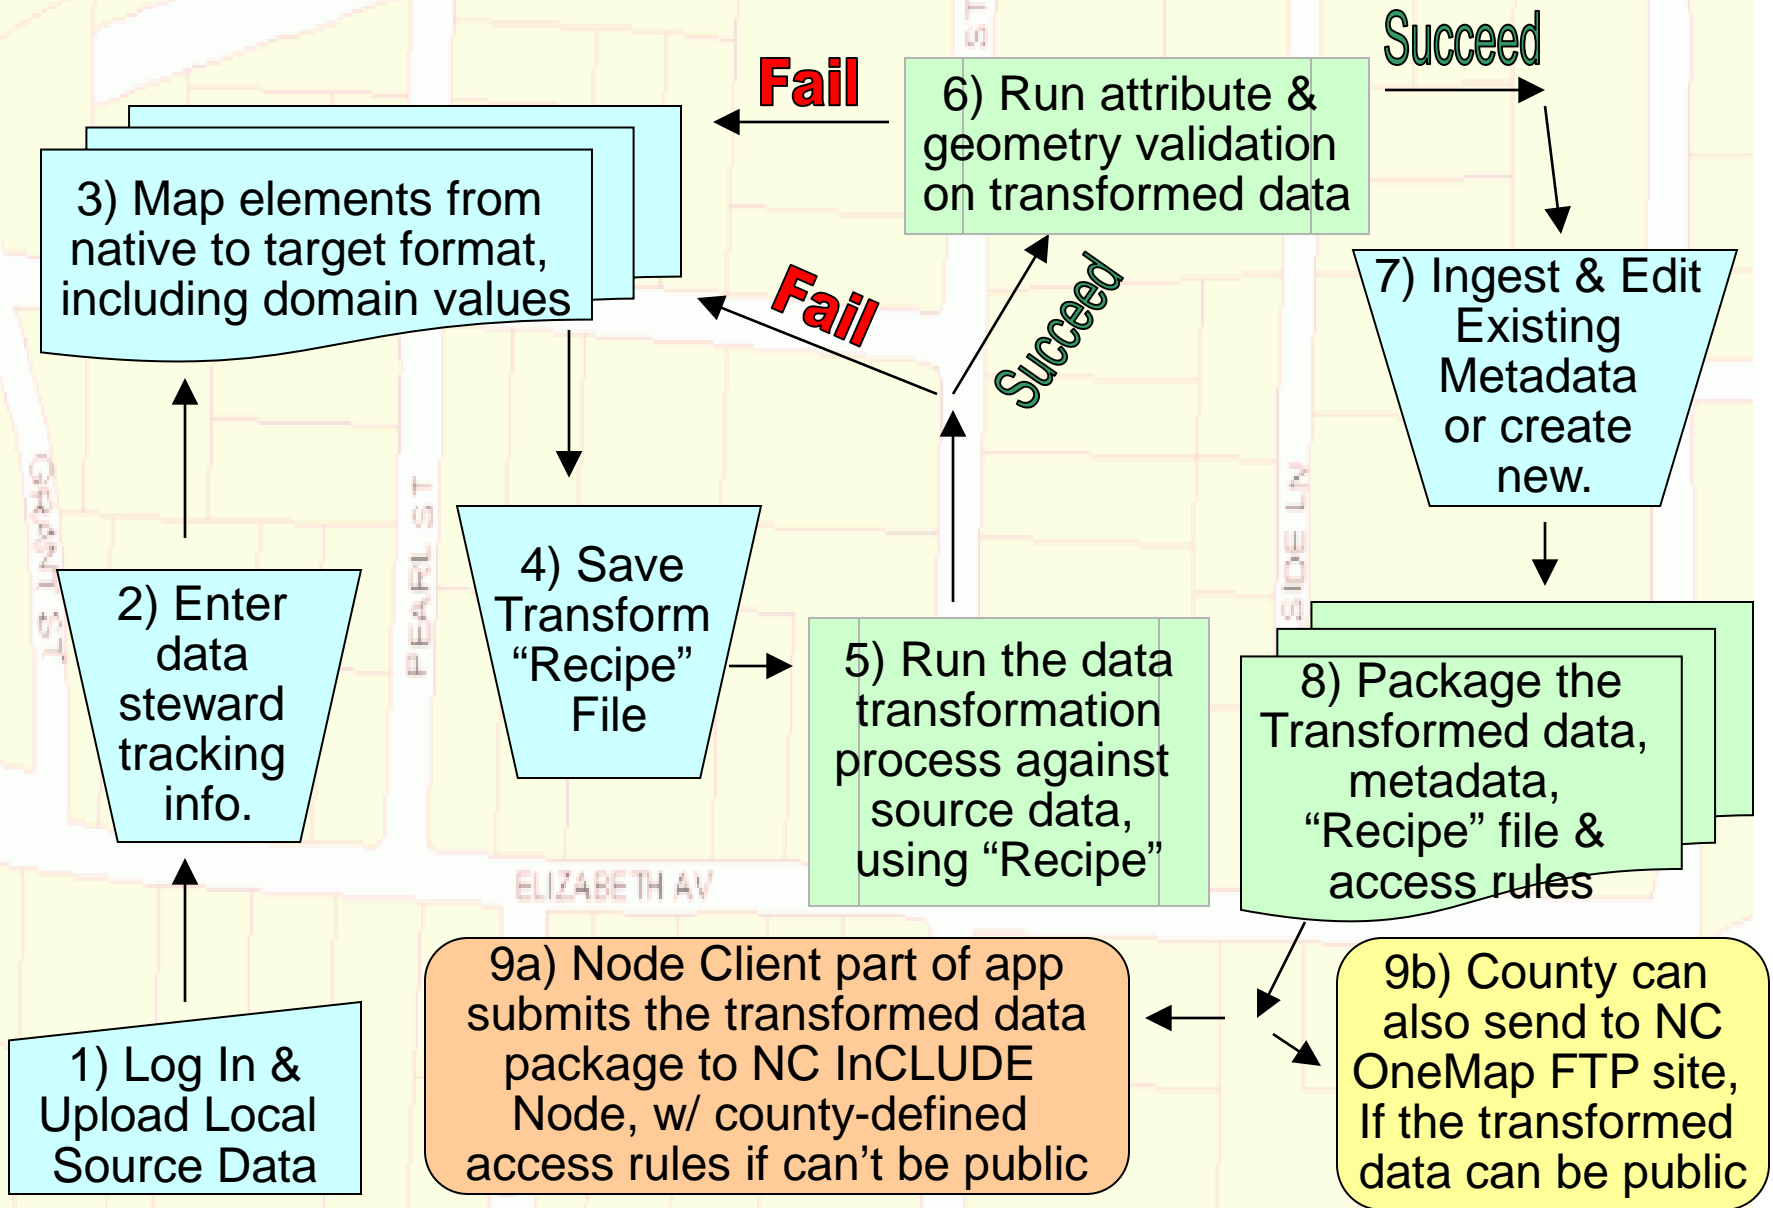 1) Log In &
Upload Local
Source Data
2) Enter
data
steward
tracking
info.
3) Map elements from
native to target format,
including domain values
4) Save
Transform
“Recipe”
File
5) Run the data
transformation
process against
source data,
using “Recipe”
Fail
Succeed
6) Run attribute &
geometry validation
on transformed data
Fail
Succeed
7) Ingest & Edit
Existing
Metadata
or create
new.
8) Package the
Transformed data,
metadata,
“Recipe” file &
access rules
9a) Node Client part of app
submits the transformed data
package to NC InCLUDE
Node, w/ county-defined
access rules if can’t be public
9b) County can
also send to NC
OneMap FTP site,
If the transformed
data can be public
GRANT ST
PEARL ST
ELIZABETH AV
SIDE LN
ST